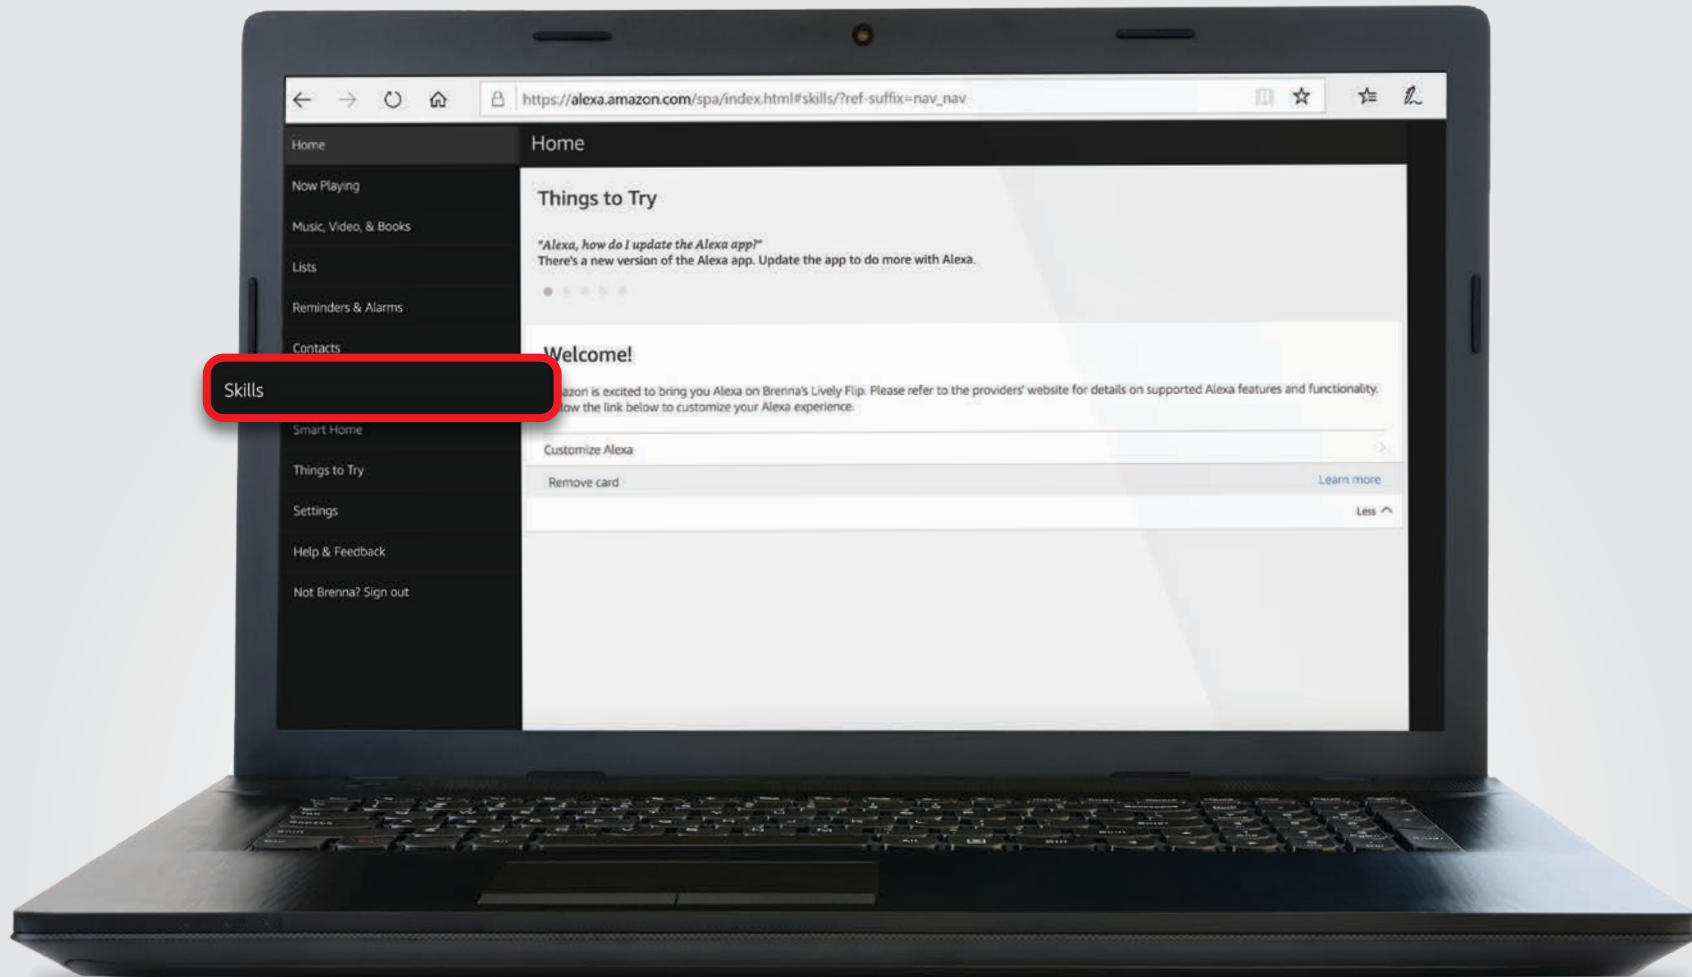 https://alexa.amazon.com/spa/index.html#skills/?ref-suffix=nav_nav
Home
Now Playing
Music, Video, & Books
Lists
Reminders & Alarms
Contacts
Skills
Smart Home
Things to Try
Settings
Help & Feedback
Not Brenna? Sign out
Home
Things to Try
"Alexa, how do I update the Alexa app?"
There's a new version of the Alexa app. Update the app to do more with Alexa.
Welcome!
is excited to bring you Alexa on Brenna's Lively Flip. Please refer to the providers' website for details on supported Alexa features and functionality.
the link below to customize your Alexa experience.
Customize Alexa
Remove card
Learn more
Less